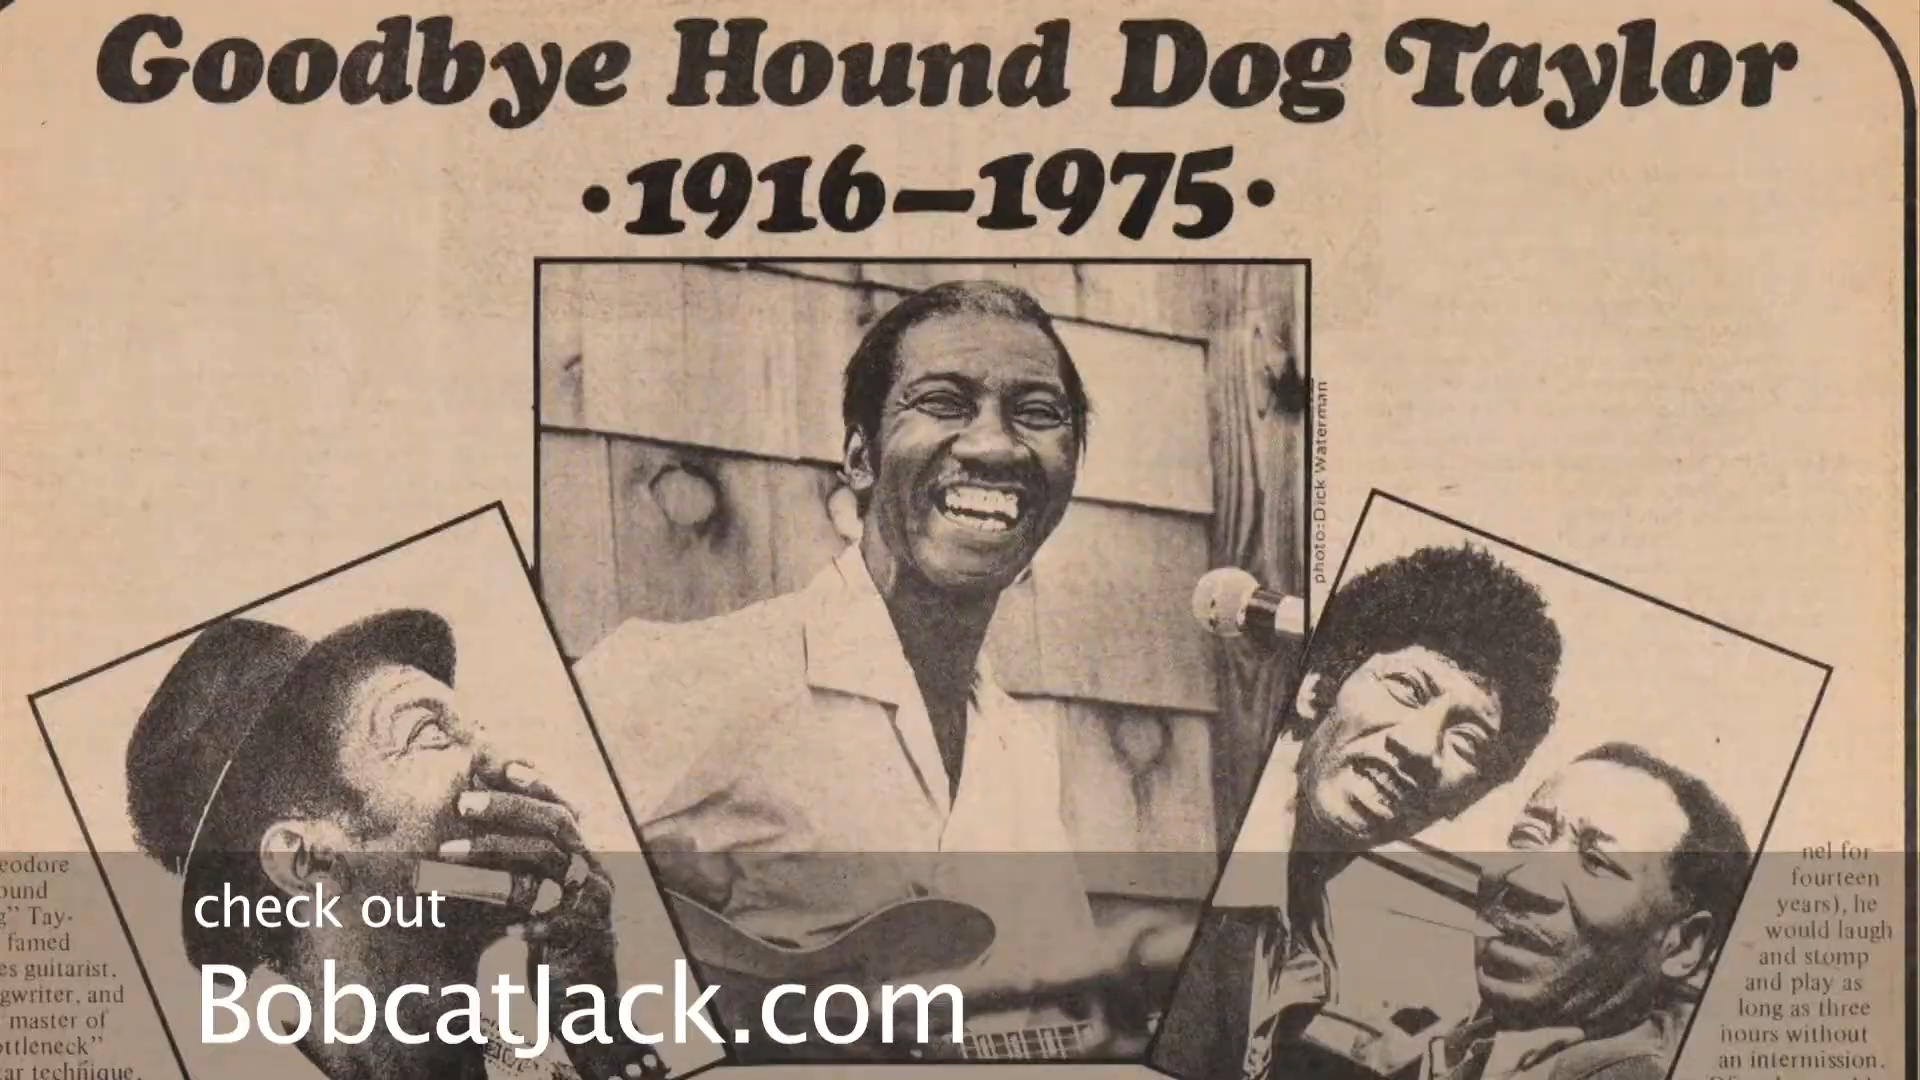 Goodbye Hound Dog Taylor
·1916—1975·
photo: Dick Waterman
eodore
ound
g" Tay-
famed
es guitarist,
gwriter, and
master of
ottleneck"
ar technique,
nel for
fourteen
years), he
would laugh
and stomp
and play as
long as three
hours without
an intermission.
check out
BobcatJack.com